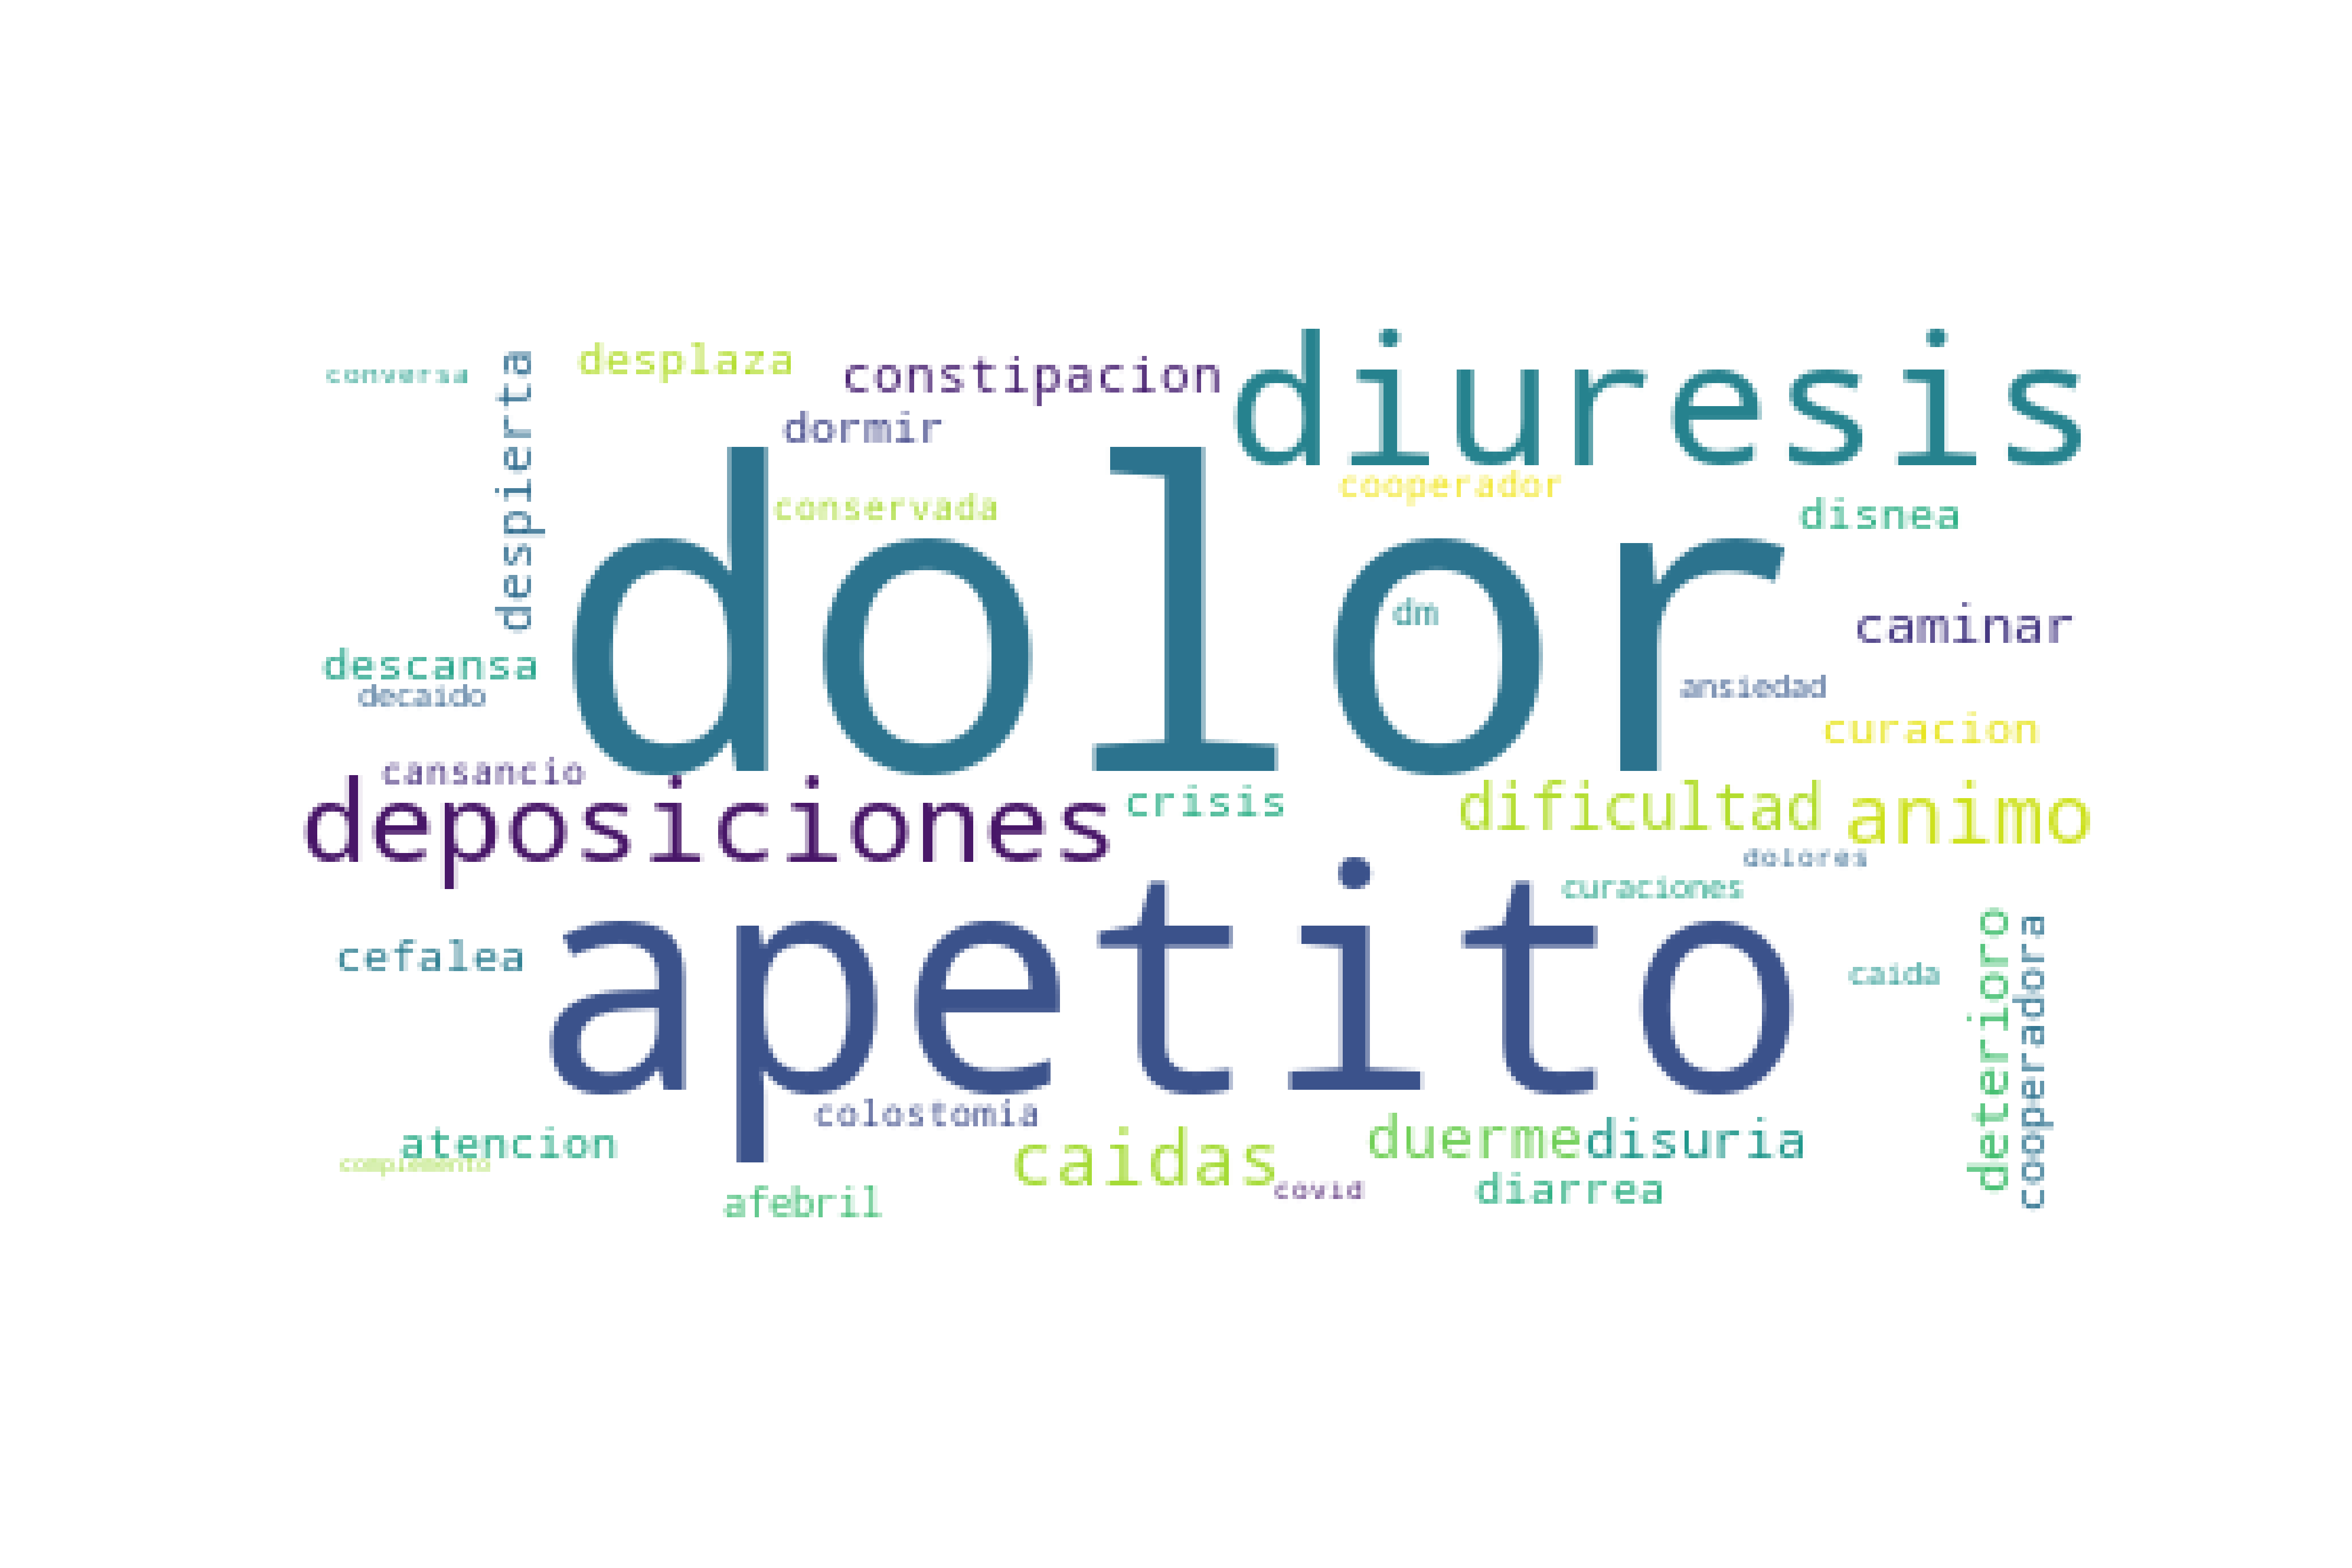 diuresis
desplaza
constipacion
conversa
despierta
dormir
cooperador
conservada
disnea
dolor
dm
caminar
descansa
decaido
ansiedad
curacion
cansancio
deposiciones
crisis
dificultad
animo
dolores
curaciones
apetito
cefalea
caida
deterioro
cooperadora
colostomia
atencion
caidas
duerme
disuria
complemento
afebril
covid
diarrea